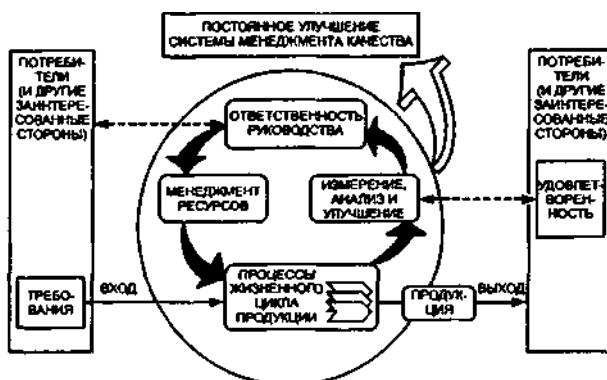 ПОСТОЯННОЕ УЛУЧШЕНИЕ
СИСТЕМЫ МЕНЕДЖМЕНТА КАЧЕСТВА
ПОТРЕБИ-
ТЕЛИ
(И ДРУГИЕ
ЗАИНТЕРЕ-
СОВАННЫЕ
СТОРОНЫ)
ПОТРЕБИ-
ТЕЛИ
(И ДРУГИЕ
ЗАИНТЕРЕ-
СОВАННЫЕ
СТОРОНЫ)
ОТВЕТСТВЕННОСТЬ
РУКОВОДСТВА
МЕНЕДЖМЕНТ
РЕСУРСОВ
ИЗМЕРЕНИЕ,
АНАЛИЗ И
УЛУЧШЕНИЕ
УДОВЛЕТ-
ВОРЕН-
НОСТЬ
ТРЕБО-
ВАНИЯ
ВХОД
ПРОЦЕССЫ
ЖИЗНЕННОГО
ЦИКЛА
ПРОДУКЦИИ
ПРОДУК-
ЦИЯ
ВЫХОД